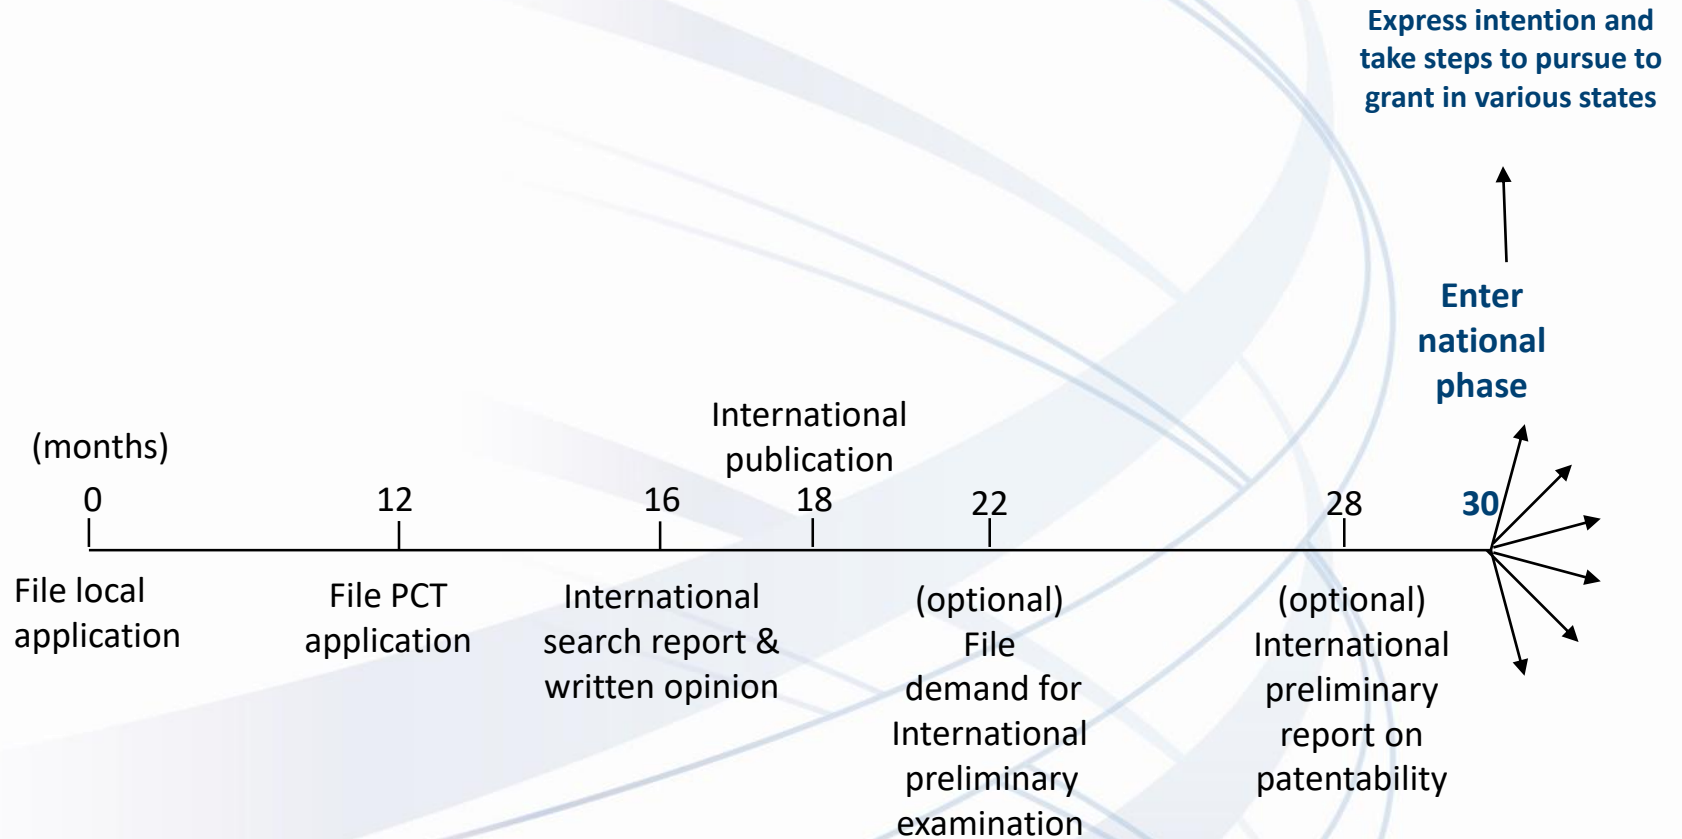 Express intention and
take steps to pursue to
grant in various states
Enter
national
phase
International
publication
(months)
0
12
16
18
22
28
30
File local
application
File PCT
application
International
search report &
written opinion
(optional)
File
demand for
International
preliminary
examination
(optional)
International
preliminary
report on
patentability